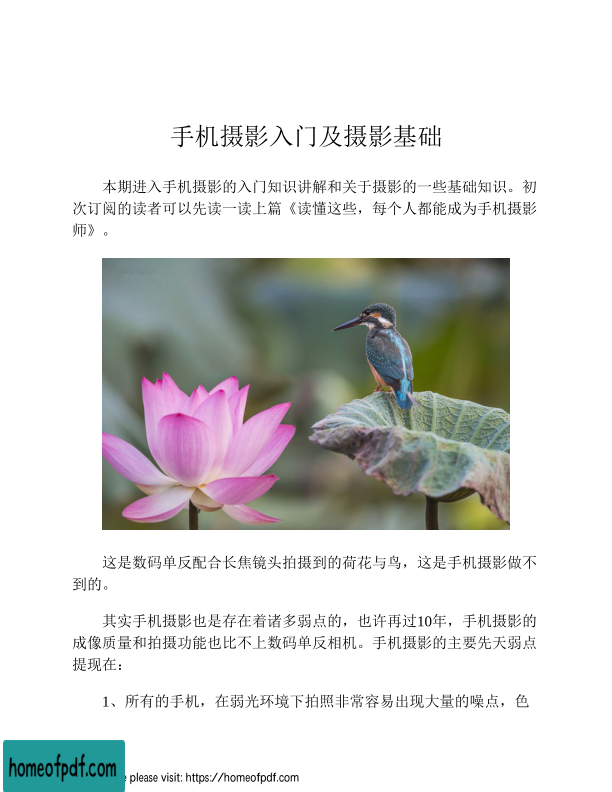 手机摄影入门及摄影基础
本期进入手机摄影的入门知识讲解和关于摄影的一些基础知识。初
次订阅的读者可以先读一读上篇《读懂这些，每个人都能成为手机摄影
师》。
这是数码单反配合长焦镜头拍摄到的荷花与鸟，这是手机摄影做不
到的。
其实手机摄影也是存在着诸多弱点的，也许再过10年，手机摄影的
成像质量和拍摄功能也比不上数码单反相机。手机摄影的主要先天弱点
提现在：
1、所有的手机，在弱光环境下拍照非常容易出现大量的噪点，色
homeofpdf.com
please visit: https://homeofpdf.com